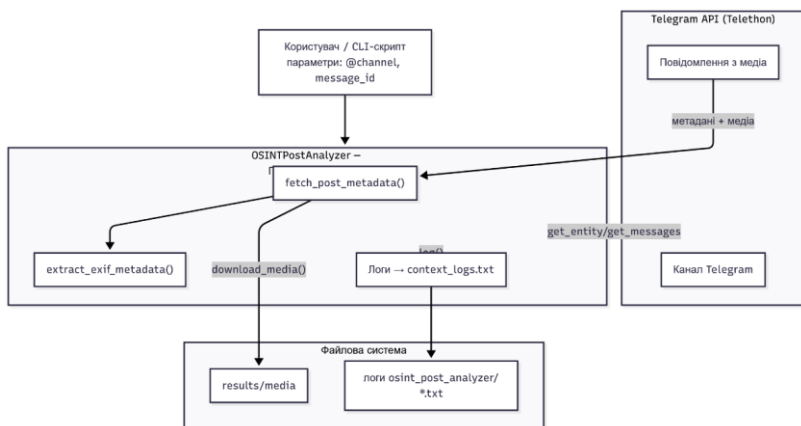 Telegram API (Telethon)
Користувач / CLI-скрипт
параметри: @channel,
message_id
Повідомлення з медіа
метадані + медіа
OSINTPostAnalyzer —
fetch_post_metadata()
get_entity/get_messages
extract_exif_metadata()
download_media()
Логи → context_logs.txt
Канал Telegram
Файлова система
results/media
логи osint_post_analyzer/
*.txt